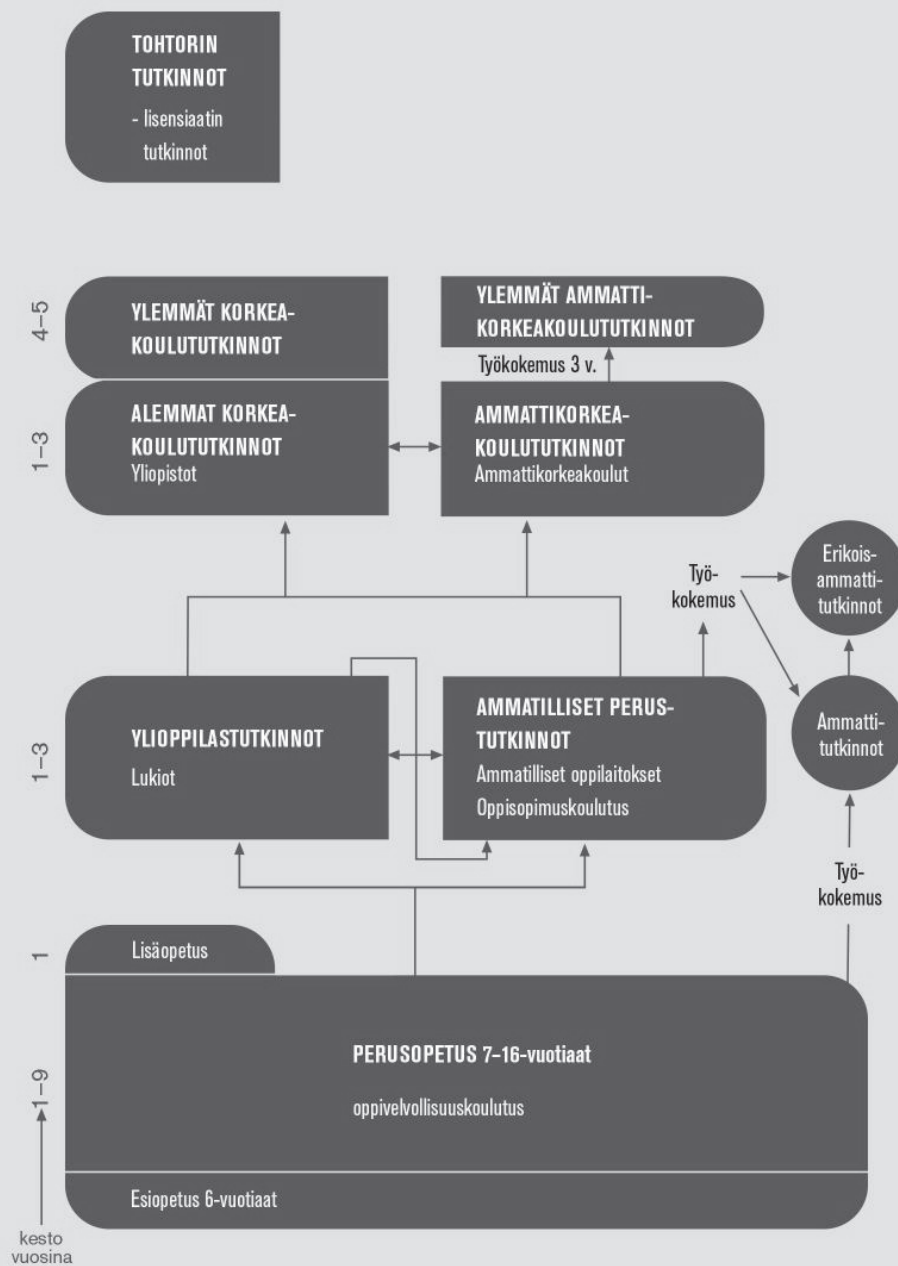 TOHTORIN
TUTKINNOT
- lisensiaatin
tutkinnot
4–5
YLEMMÄT KORKEA-
KOULUTUTKINNOT
YLEMMÄT AMMATTI-
KORKEAKOULUTUTKINNOT
Työkokemus 3 v.
1–3
ALEMMAT KORKEA-
KOULUTUTKINNOT
Yliopistot
AMMATTIKORKEA-
KOULUTUTKINNOT
Ammattikorkeakoulut
Työ-
kokemus
Erikois-
ammatti-
tutkinnot
1–3
YLIOPPILASTUTKINNOT
Lukiot
AMMATILLISET PERUS-
TUTKINNOT
Ammatilliset oppilaitokset
Oppisopimuskoulutus
Ammatti-
tutkinnot
Työ-
kokemus
1
Lisäopetus
1–9
PERUSOPETUS 7–16-vuotiaat
oppivelvollisuuskoulutus
Esiopetus 6-vuotiaat
kesto
vuosina